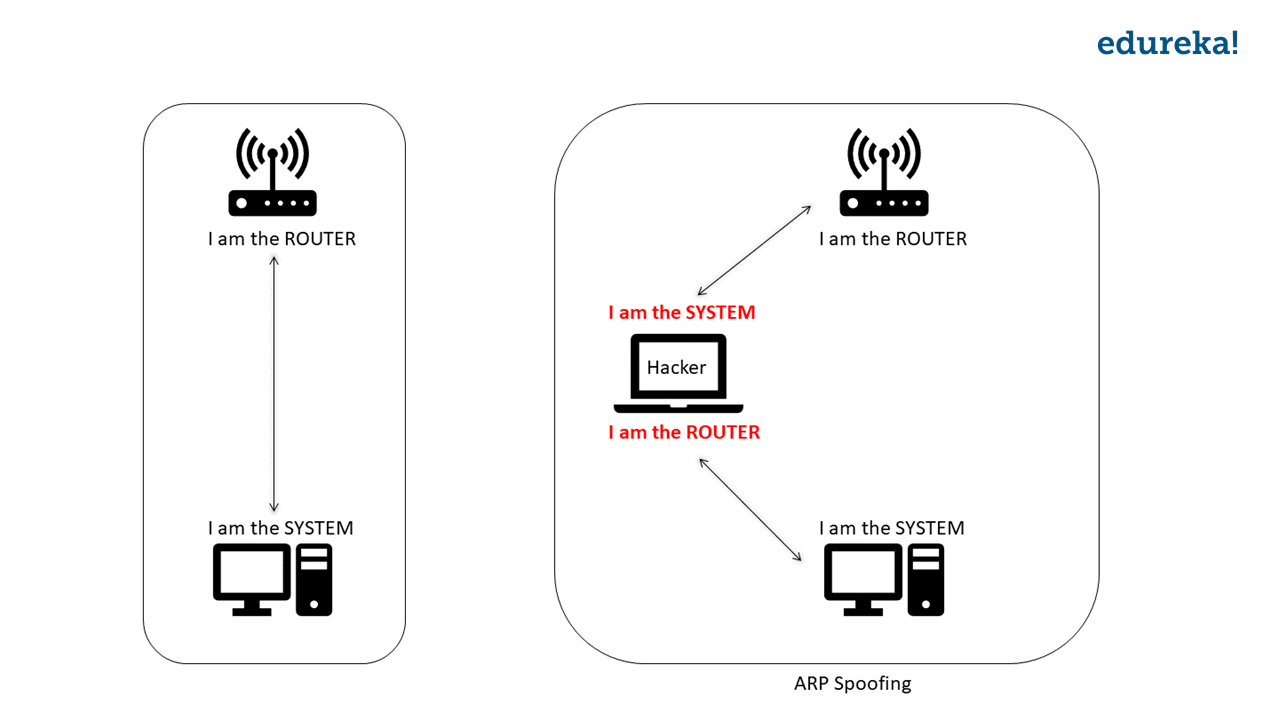 edureka!
I am the ROUTER
I am the SYSTEM
I am the ROUTER
I am the SYSTEM
Hacker
I am the ROUTER
I am the SYSTEM
ARP Spoofing